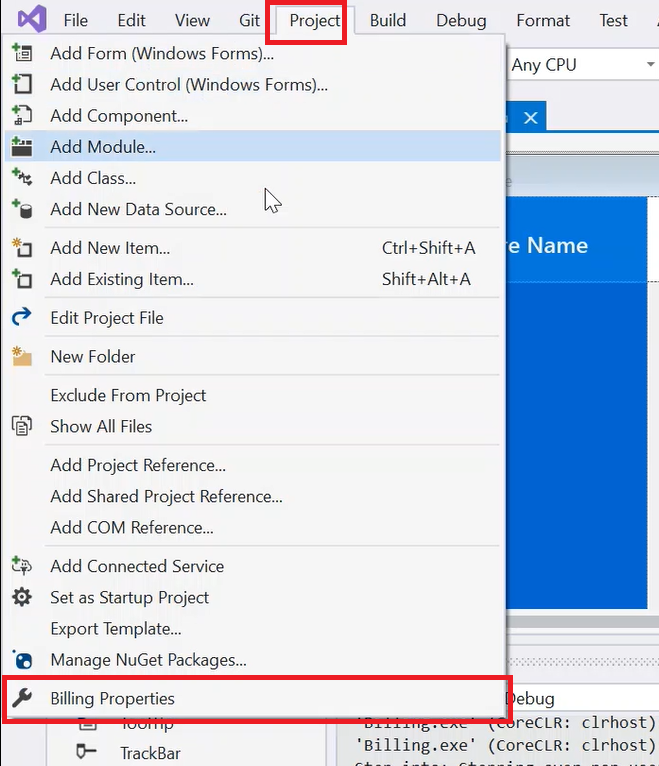 File Edit View Git Project Build Debug Format Test
Add Form (Windows Forms)...
Any CPU
Add User Control (Windows Forms)...
Add Component...
Add Module...
Add Class...
Add New Data Source...
Add New Item... Ctrl+Shift+A
re Name
Add Existing Item... Shift+Alt+A
Edit Project File
New Folder
Exclude From Project
Show All Files
Add Project Reference...
Add Shared Project Reference...
Add COM Reference...
Add Connected Service
Set as Startup Project
Export Template...
Manage NuGet Packages...
Billing Properties
Debug
ToolTip
'Billing.exe' (CoreCLR: clrhost)
'Billing.exe' (CoreCLR: clrhost)
TrackBar